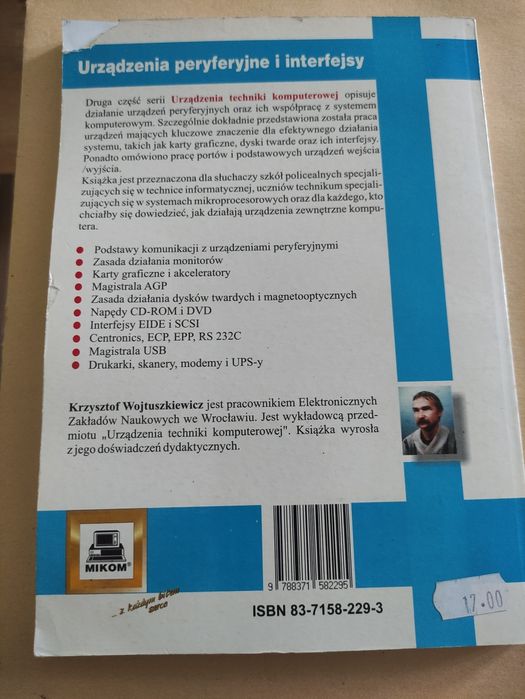 Urządzenia peryferyjne i interfejsy
Druga część serii Urządzenia techniki komputerowej opisuje
działanie urządzeń peryferyjnych oraz ich współpracę z systemem
komputerowym. Szczególnie dokładnie przedstawiona została praca
urządzeń mających kluczowe znaczenie dla efektywnego działania
systemu, takich jak karty graficzne, dyski twarde oraz ich interfejsy.
Ponadto omówiono pracę portów i podstawowych urządzeń wejścia
/wyjścia.
Książka jest przeznaczona dla słuchaczy szkół policealnych specjali-
zujących się w technice informatycznej, uczniów technikum specjali-
zujących się w systemach mikroprocesorowych oraz dla każdego, kto
chciałby się dowiedzieć, jak działają urządzenia zewnętrzne kompu-
tera.
● Podstawy komunikacji z urządzeniami peryferyjnymi
● Zasada działania monitorów
● Karty graficzne i akceleratory
● Magistrala AGP
● Zasada działania dysków twardych i magnetooptycznych
● Napędy CD-ROM i DVD
● Interfejsy EIDE i SCSI
● Centronics, ECP, EPP, RS 232C
● Magistrala USB
● Drukarki, skanery, modemy i UPS-y
Krzysztof Wojtuszkiewicz jest pracownikiem Elektronicznych
Zakładów Naukowych we Wrocławiu. Jest wykładowcą przed-
miotu „Urządzenia techniki komputerowej". Książka wyrosła
z jego doświadczeń dydaktycznych.
MIKOM®
... z każdym bitem
serca
9 788371 582295
ISBN 83-7158-229-3
17.00